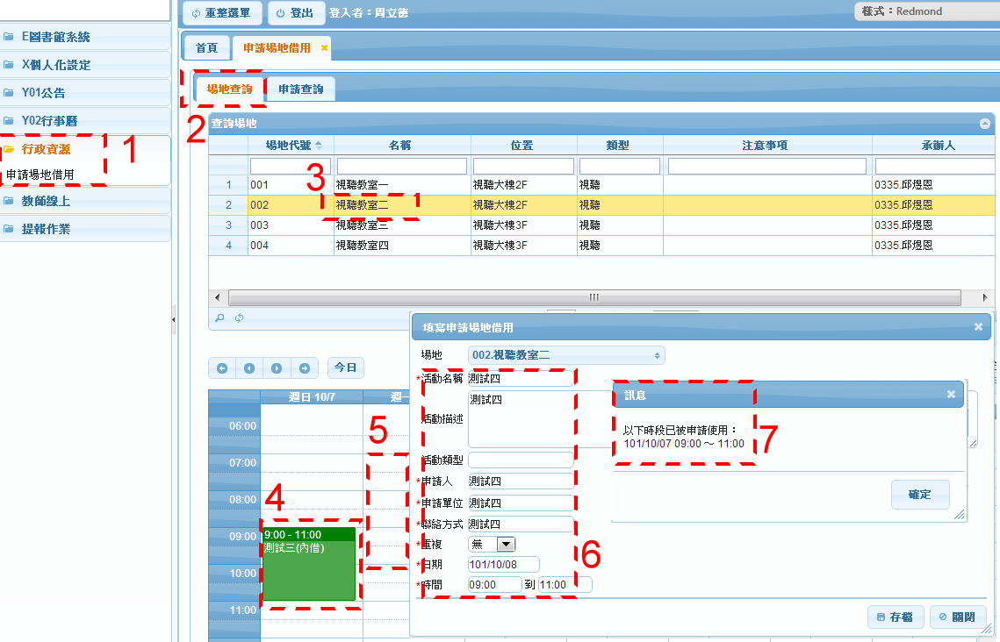 重整選單 登出 登入者：周立德 樣式：Redmond
E圖書館系統
X個人化設定
Y01公告
Y02行事曆
行政資源
申請場地借用
教師線上
提報作業
1
首頁 申請場地借用
場地查詢 申請查詢
2
查詢場地
場地代號 名稱 位置 類型 注意事項 承辦人
3
1 001 視聽教室一 視聽大樓2F 視聽 0335.邱煜恩
2 002 視聽教室二 視聽大樓2F 視聽 0335.邱煜恩
3 003 視聽教室三 視聽大樓3F 視聽 0335.邱煜恩
4 004 視聽教室四 視聽大樓3F 視聽 0335.邱煜恩
今日
週日 10/7 週一
06:00
07:00
08:00
09:00
10:00
11:00
4
5
9:00 - 11:00
測試三(內借)
填寫申請場地借用
場地 002.視聽教室二
*活動名稱 測試四
活動描述 測試四
活動類型
*申請人 測試四
*申請單位 測試四
*聯絡方式 測試四
*重複 無
*日期 101/10/08
*時間 09:00 到 11:00
6
訊息
以下時段已被申請使用：
101/10/07 09:00 ～ 11:00
7
確定
存檔 關閉